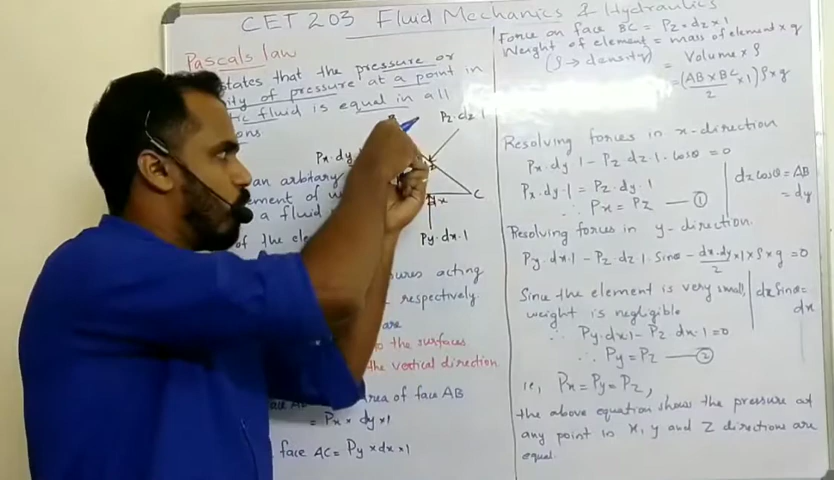 CET 203 Fluid Mechanics & Hydraulics
Pascals law
states that the pressure or
of pressure at a point in
fluid is equal in all
Pz·dz·1
Px·dy
an arbitary
C
a fluid
x
of the
Py·dx·1
acting
respectively
are
to the surfaces
the vertical direction
area of face AB
= Px × dy × 1
face AC = Py × dx × 1
Force on face BC = Pz × dz × 1
Weight of element = mass of element × g
(ρ → density) = Volume × ρ
= (AB × BC / 2 × 1) ρ × g
Resolving forces in x-direction
Px·dy·1 − Pz dz·1·cosθ = 0
Px·dy·1 = Pz·dy·1
∴ Px = Pz — ①
dz cosθ = AB
= dy
Resolving forces in y-direction.
Py·dx·1 − Pz·dz·1·sinθ − dx·dy/2 × 1 × ρ × g = 0
Since the element is very small,
weight is negligible
dz sinθ =
dx
∴ Py·dx·1 − Pz dx·1 = 0
∴ Py = Pz — ②
ie, Px = Py = Pz,
the above equation shows the pressure at
any point in x, y and z directions are
equal.